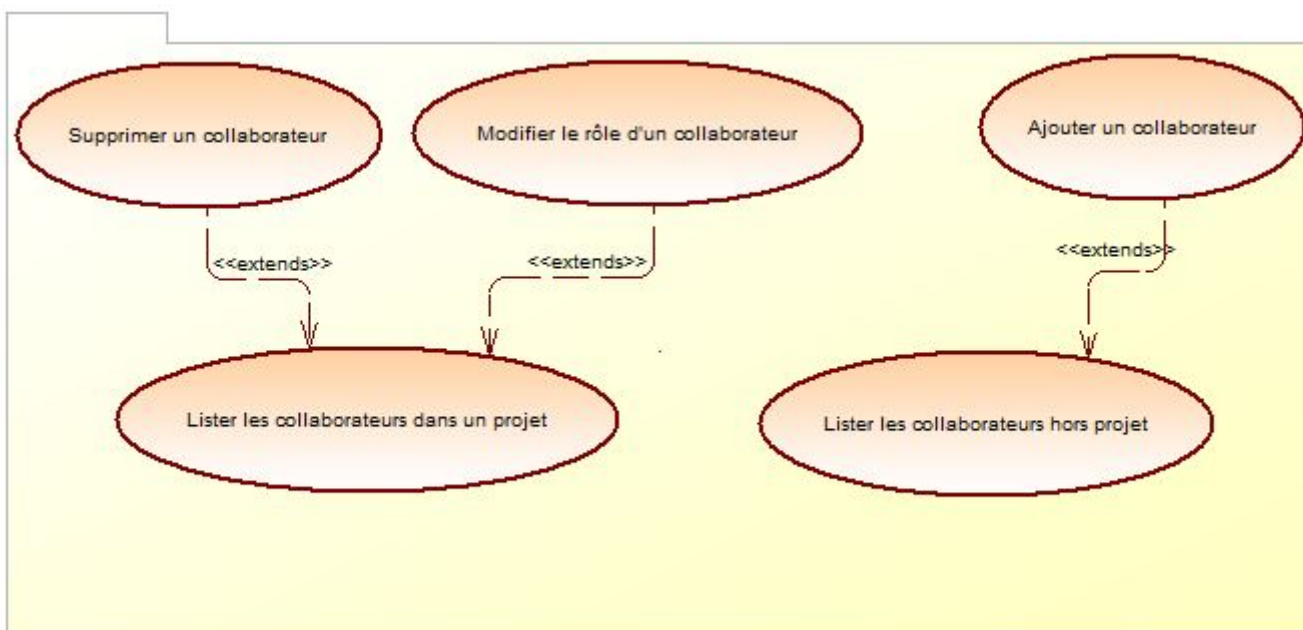 Supprimer un collaborateur
Modifier le rôle d'un collaborateur
Ajouter un collaborateur
<<extends>>
<<extends>>
<<extends>>
Lister les collaborateurs dans un projet
Lister les collaborateurs hors projet